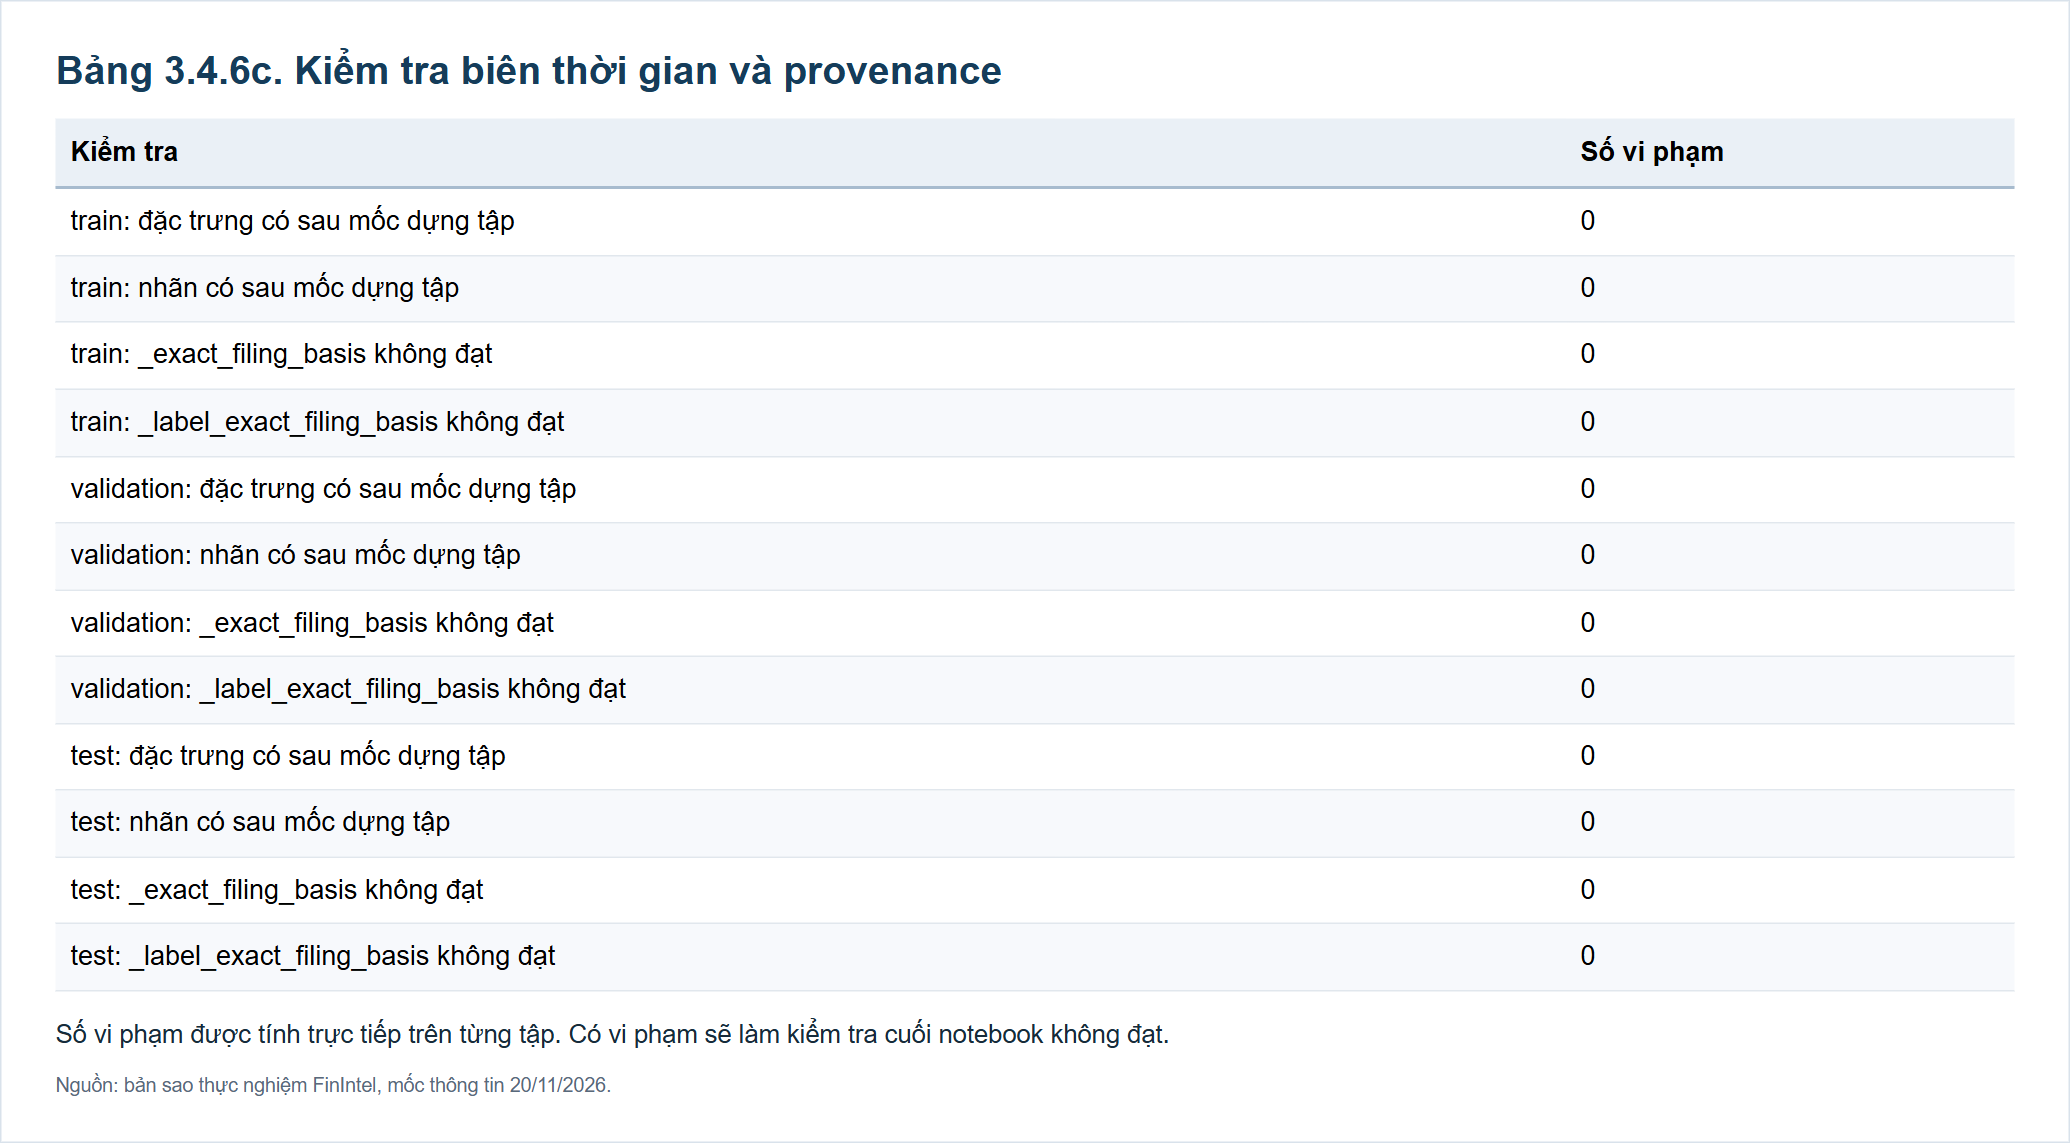 Bảng 3.4.6c. Kiểm tra biên thời gian và provenance
Kiểm tra Số vi phạm
train: đặc trưng có sau mốc dựng tập 0
train: nhãn có sau mốc dựng tập 0
train: _exact_filing_basis không đạt 0
train: _label_exact_filing_basis không đạt 0
validation: đặc trưng có sau mốc dựng tập 0
validation: nhãn có sau mốc dựng tập 0
validation: _exact_filing_basis không đạt 0
validation: _label_exact_filing_basis không đạt 0
test: đặc trưng có sau mốc dựng tập 0
test: nhãn có sau mốc dựng tập 0
test: _exact_filing_basis không đạt 0
test: _label_exact_filing_basis không đạt 0
Số vi phạm được tính trực tiếp trên từng tập. Có vi phạm sẽ làm kiểm tra cuối notebook không đạt.
Nguồn: bản sao thực nghiệm FinIntel, mốc thông tin 20/11/2026.